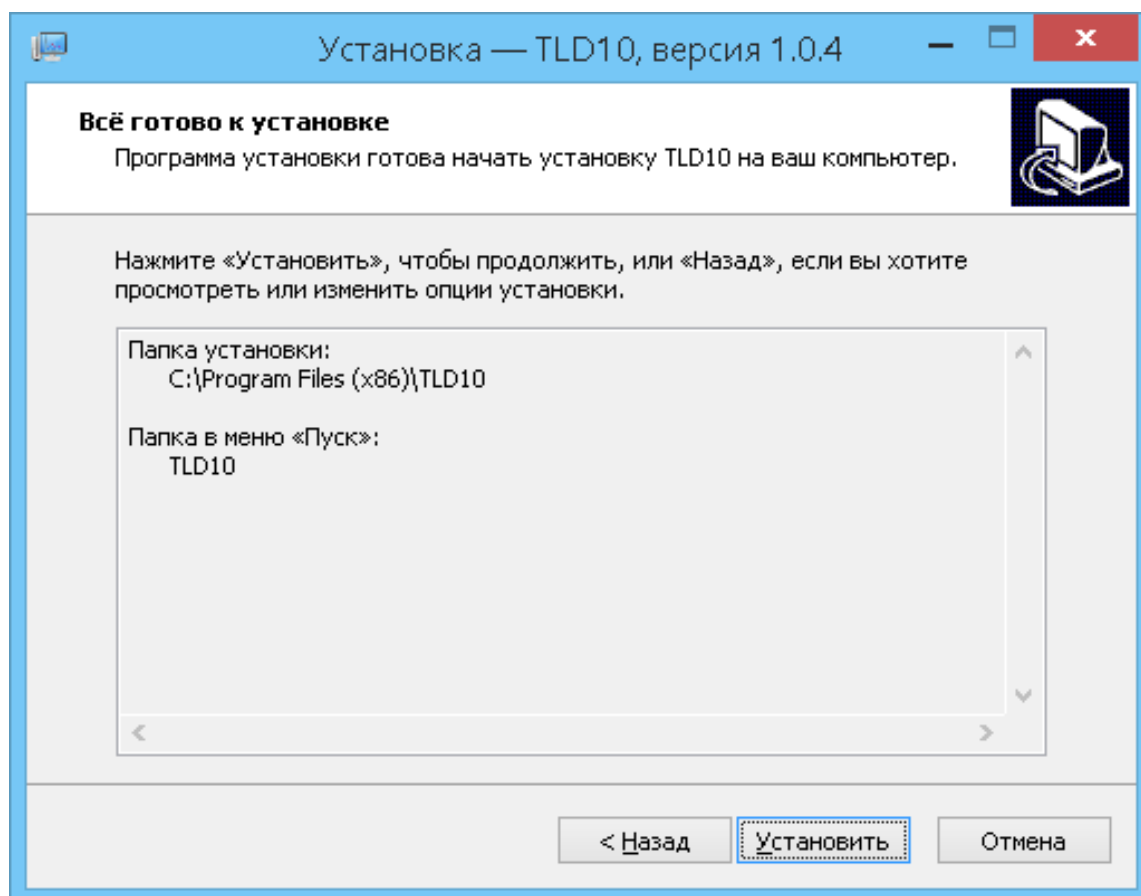 Установка — TLD10, версия 1.0.4
Всё готово к установке
Программа установки готова начать установку TLD10 на ваш компьютер.
Нажмите «Установить», чтобы продолжить, или «Назад», если вы хотите
просмотреть или изменить опции установки.
Папка установки:
C:\Program Files (x86)\TLD10
Папка в меню «Пуск»:
TLD10
< Назад
Установить
Отмена